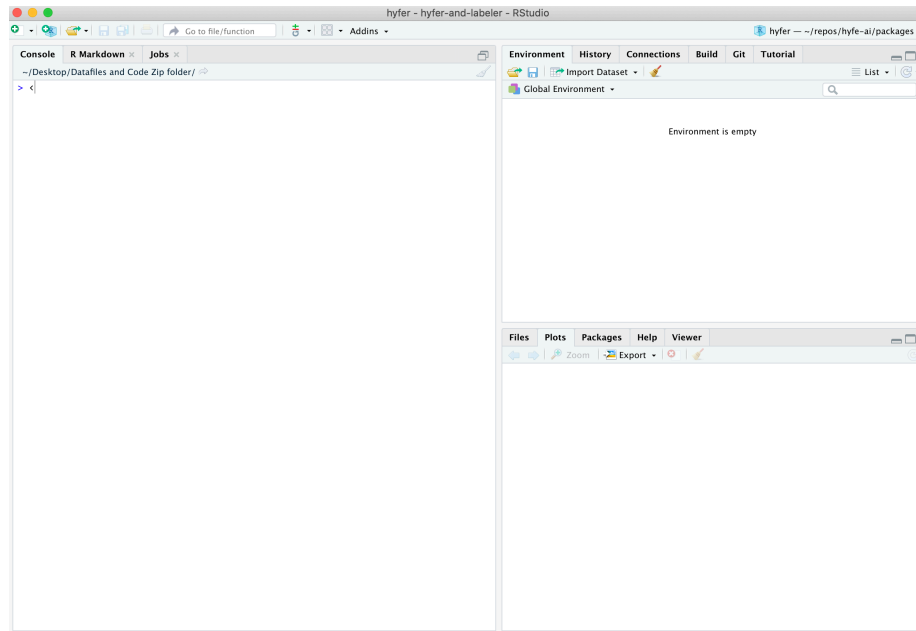 hyfer - hyfer-and-labeler - RStudio
Go to file/function
Addins
hyfer — ~/repos/hyfe-ai/packages
Console R Markdown Jobs
~/Desktop/Datafiles and Code Zip folder/
> <
Environment History Connections Build Git Tutorial
Import Dataset
List
Global Environment
Environment is empty
Files Plots Packages Help Viewer
Zoom Export